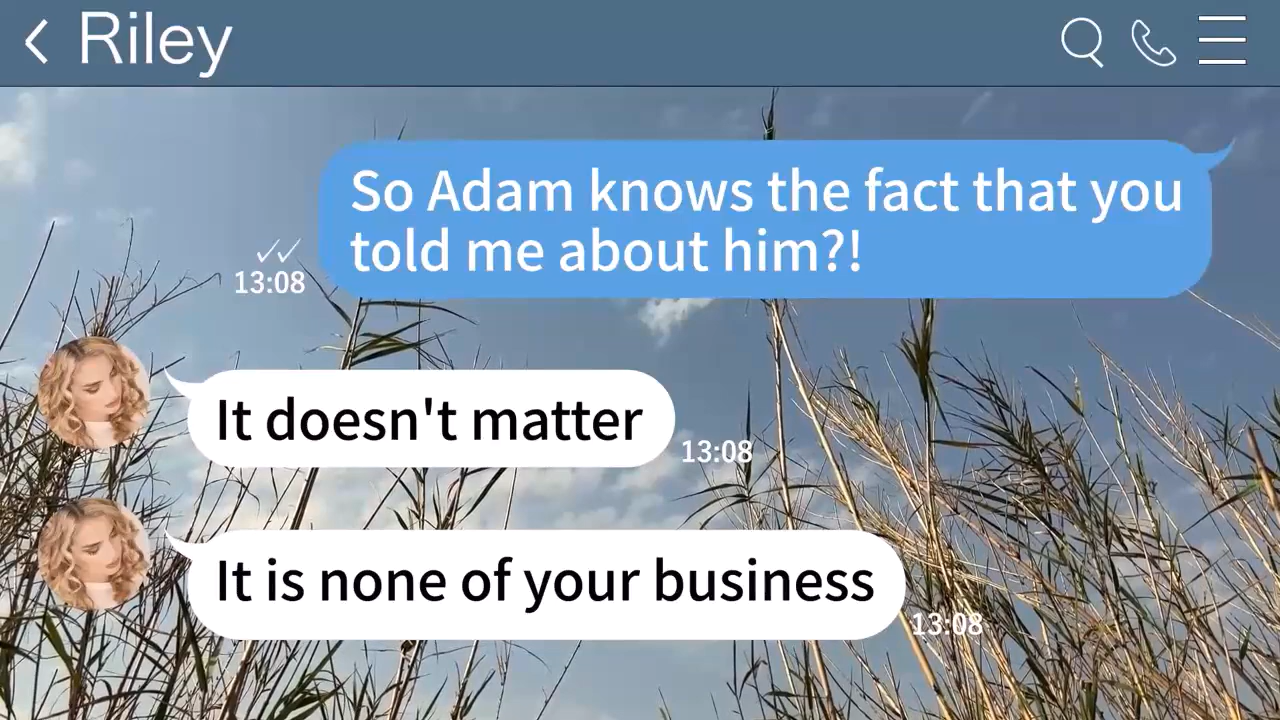 Riley
So Adam knows the fact that you
told me about him?!
13:08
It doesn't matter
13:08
It is none of your business
13:08